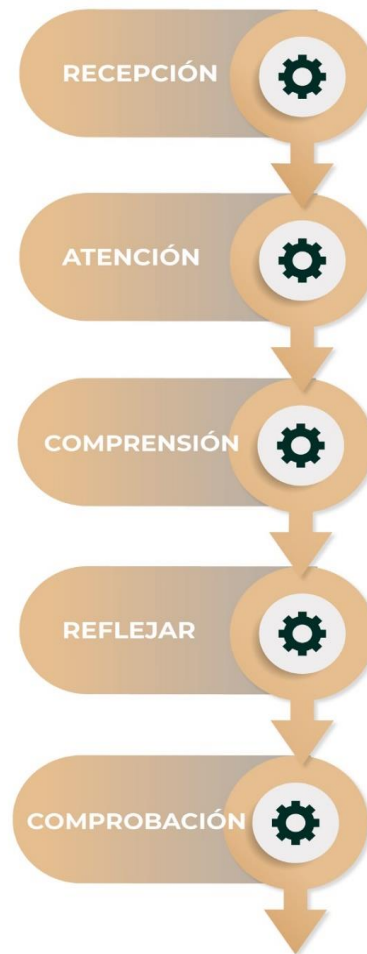 RECEPCIÓN
ATENCIÓN
COMPRENSIÓN
REFLEJAR
COMPROBACIÓN